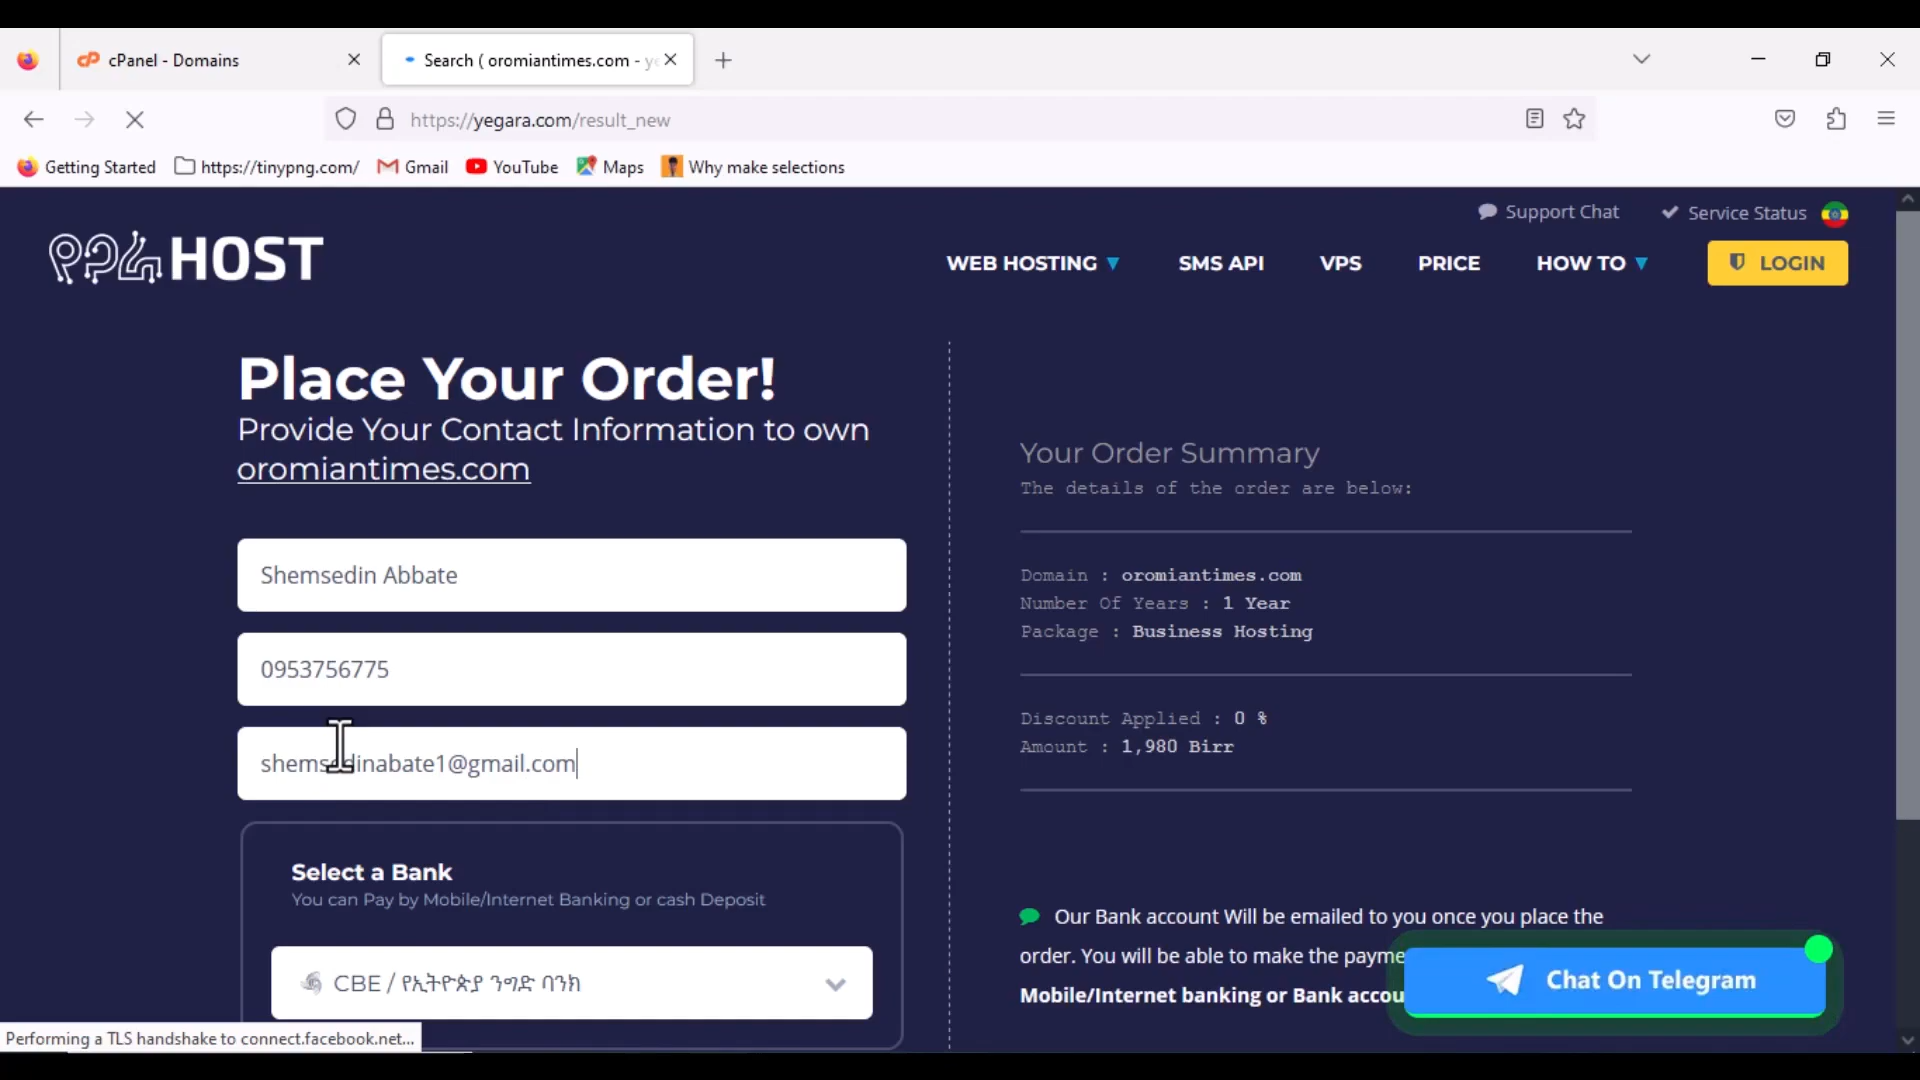 cPanel - Domains
Search ( oromiantimes.com - ye
https://yegara.com/result_new
Getting Started
https://tinypng.com/
Gmail
YouTube
Maps
Why make selections
Support Chat
Service Status
የጋራ HOST
WEB HOSTING
SMS API
VPS
PRICE
HOW TO
LOGIN
Place Your Order!
Provide Your Contact Information to own
oromiantimes.com
Shemsedin Abbate
0953756775
shemsedinabate1@gmail.com
Select a Bank
You can Pay by Mobile/Internet Banking or cash Deposit
CBE / የኢትዮጵያ ንግድ ባንክ
Your Order Summary
The details of the order are below:
Domain : oromiantimes.com
Number Of Years : 1 Year
Package : Business Hosting
Discount Applied : 0 %
Amount : 1,980 Birr
Our Bank account Will be emailed to you once you place the
order. You will be able to make the payme
Mobile/Internet banking or Bank accou
Chat On Telegram
Performing a TLS handshake to connect.facebook.net...